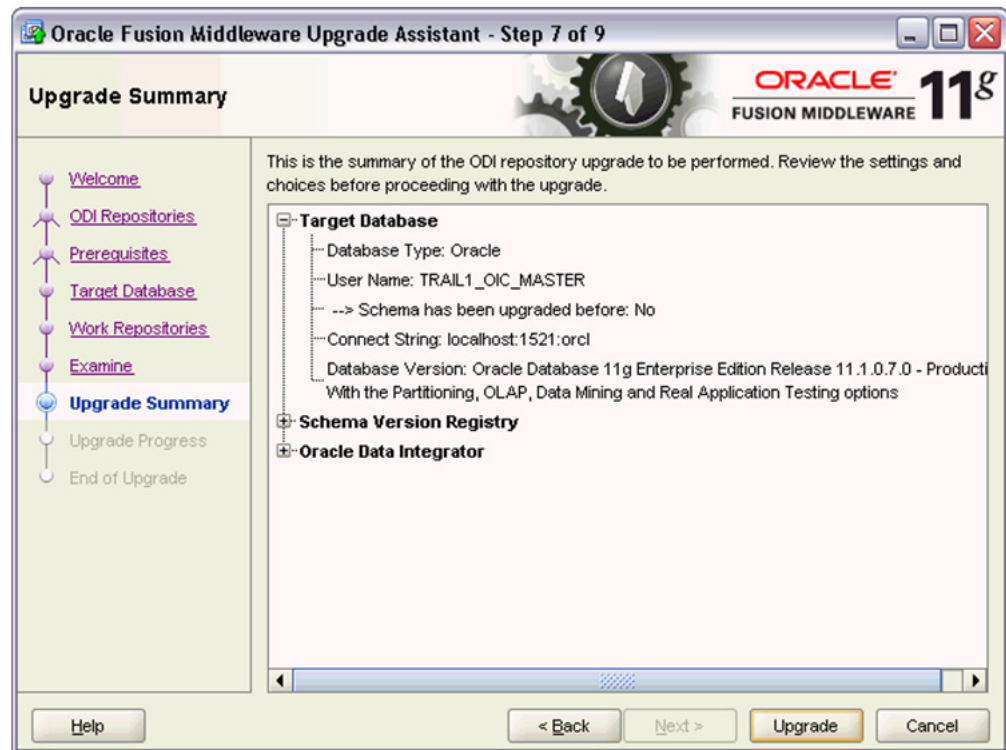 Oracle Fusion Middleware Upgrade Assistant - Step 7 of 9
Upgrade Summary
ORACLE
FUSION MIDDLEWARE
11g
Welcome
ODI Repositories
Prerequisites
Target Database
Work Repositories
Examine
Upgrade Summary
Upgrade Progress
End of Upgrade
This is the summary of the ODI repository upgrade to be performed. Review the settings and
choices before proceeding with the upgrade.
Target Database
Database Type: Oracle
User Name: TRAIL1_OIC_MASTER
--> Schema has been upgraded before: No
Connect String: localhost:1521:orcl
Database Version: Oracle Database 11g Enterprise Edition Release 11.1.0.7.0 - Producti
With the Partitioning, OLAP, Data Mining and Real Application Testing options
Schema Version Registry
Oracle Data Integrator
Help
< Back
Next >
Upgrade
Cancel